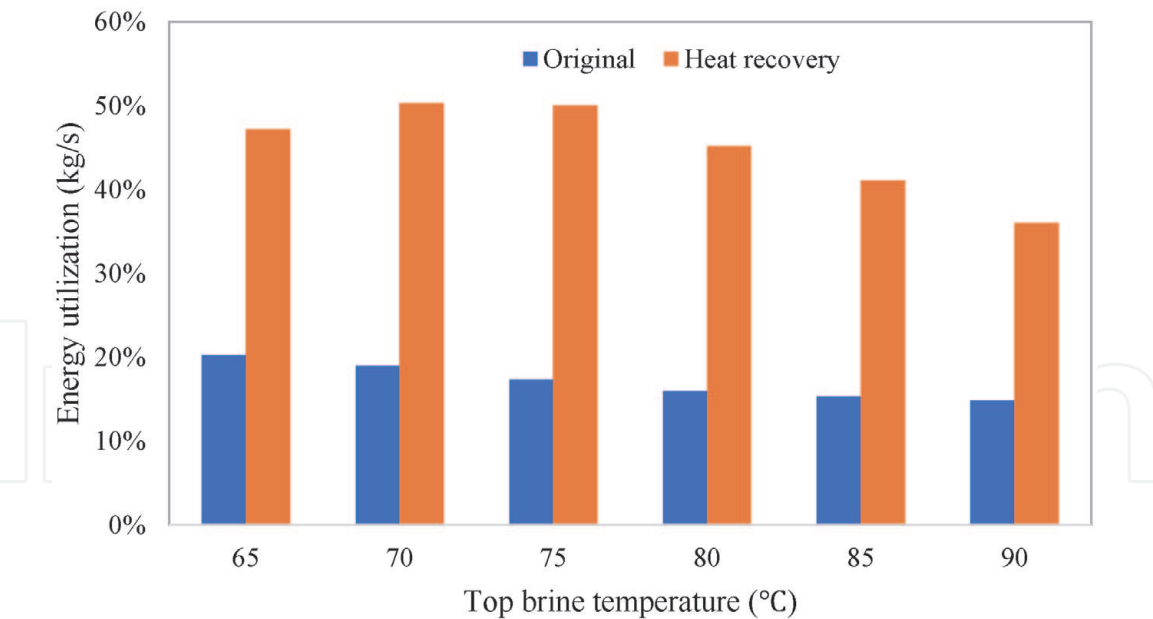 60%
Original Heat recovery
50%
40%
30%
20%
10%
0%
Energy utilization (kg/s)
65 70 75 80 85 90
Top brine temperature (°C)